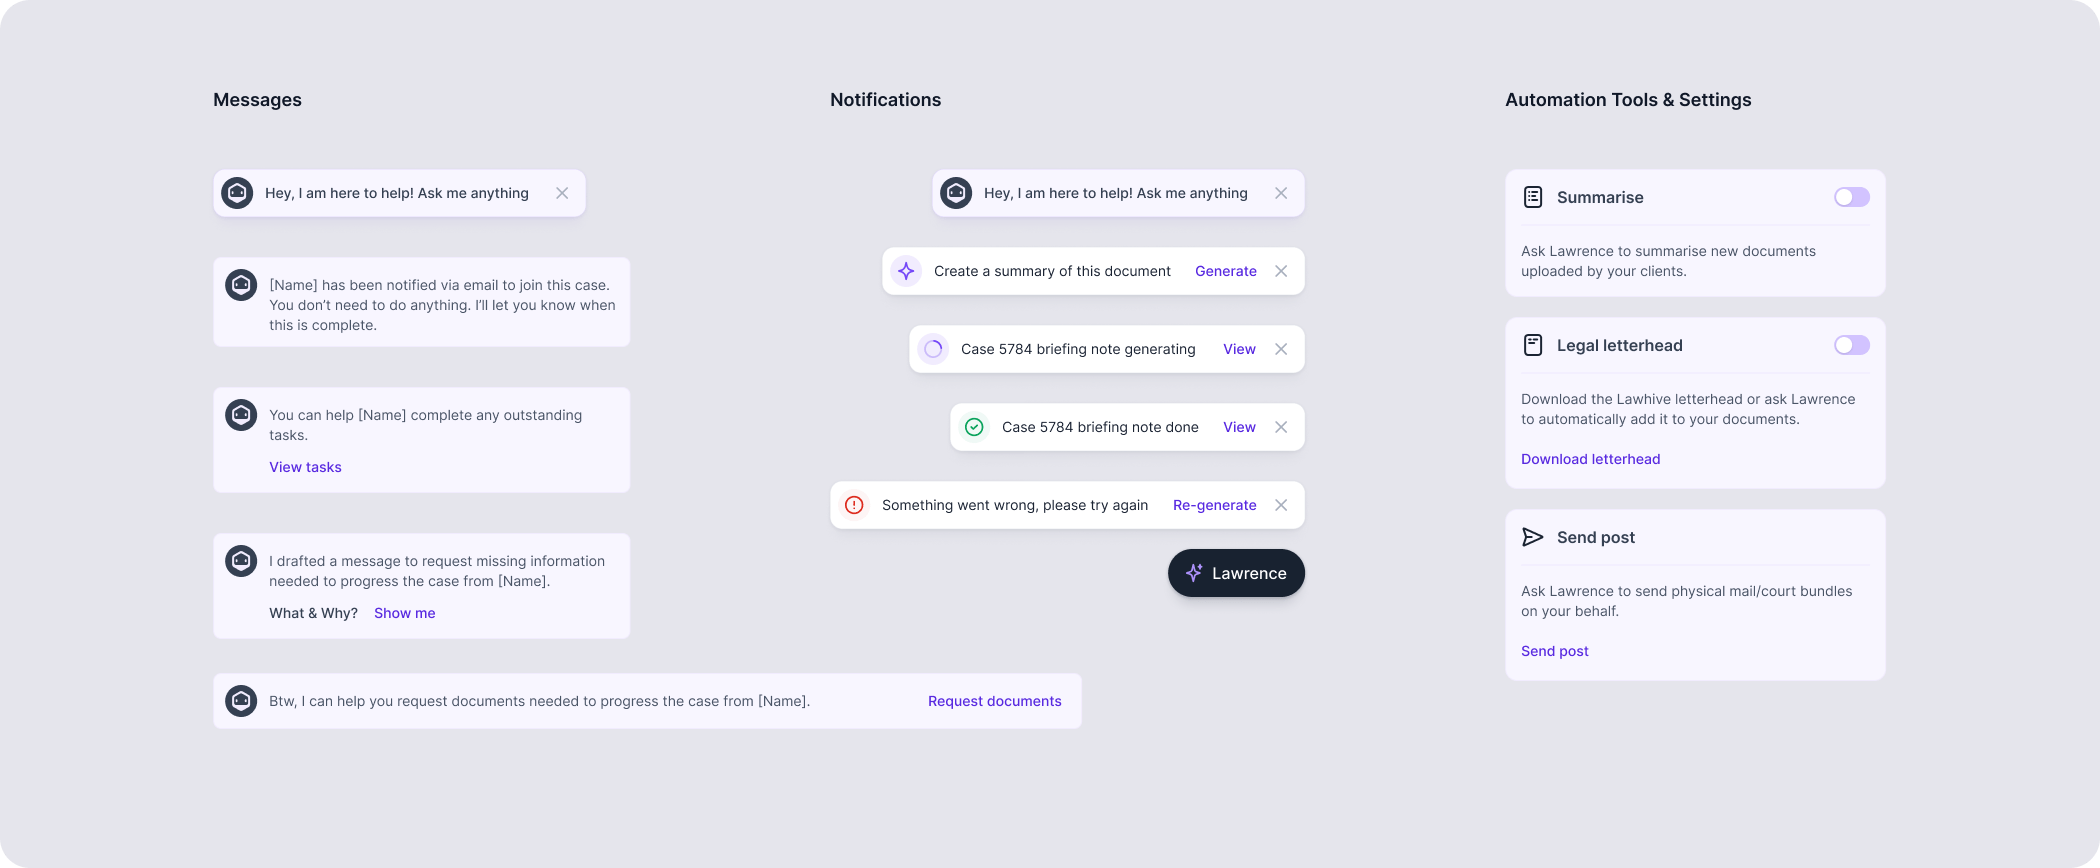 Messages
Hey, I am here to help! Ask me anything
[Name] has been notified via email to join this case.
You don’t need to do anything. I’ll let you know when
this is complete.
You can help [Name] complete any outstanding
tasks.
View tasks
I drafted a message to request missing information
needed to progress the case from [Name].
What & Why? Show me
Btw, I can help you request documents needed to progress the case from [Name]. Request documents
Notifications
Hey, I am here to help! Ask me anything
Create a summary of this document Generate
Case 5784 briefing note generating View
Case 5784 briefing note done View
Something went wrong, please try again Re-generate
Lawrence
Automation Tools & Settings
Summarise
Ask Lawrence to summarise new documents
uploaded by your clients.
Legal letterhead
Download the Lawhive letterhead or ask Lawrence
to automatically add it to your documents.
Download letterhead
Send post
Ask Lawrence to send physical mail/court bundles
on your behalf.
Send post